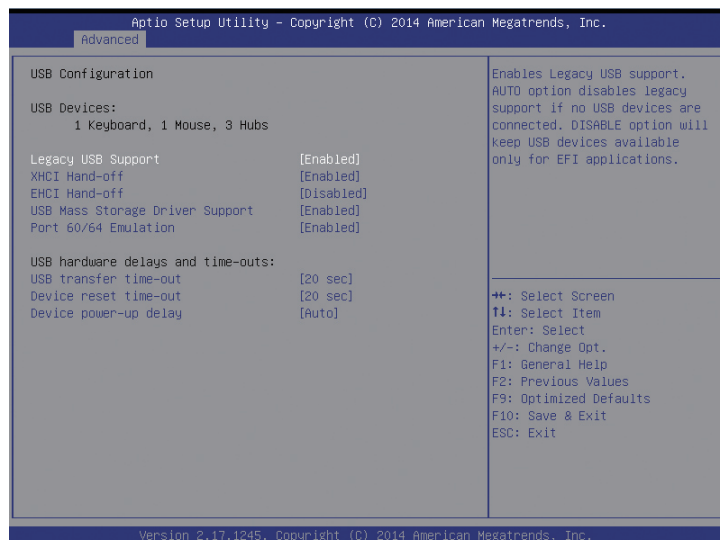 Aptio Setup Utility – Copyright (C) 2014 American Megatrends, Inc.
Advanced
USB Configuration
USB Devices:
1 Keyboard, 1 Mouse, 3 Hubs
Legacy USB Support [Enabled]
XHCI Hand-off [Enabled]
EHCI Hand-off [Disabled]
USB Mass Storage Driver Support [Enabled]
Port 60/64 Emulation [Enabled]
USB hardware delays and time-outs:
USB transfer time-out [20 sec]
Device reset time-out [20 sec]
Device power-up delay [Auto]
Enables Legacy USB support.
AUTO option disables legacy
support if no USB devices are
connected. DISABLE option will
keep USB devices available
only for EFI applications.
→←: Select Screen
↑↓: Select Item
Enter: Select
+/-: Change Opt.
F1: General Help
F2: Previous Values
F9: Optimized Defaults
F10: Save & Exit
ESC: Exit
Version 2.17.1245. Copyright (C) 2014 American Megatrends, Inc.